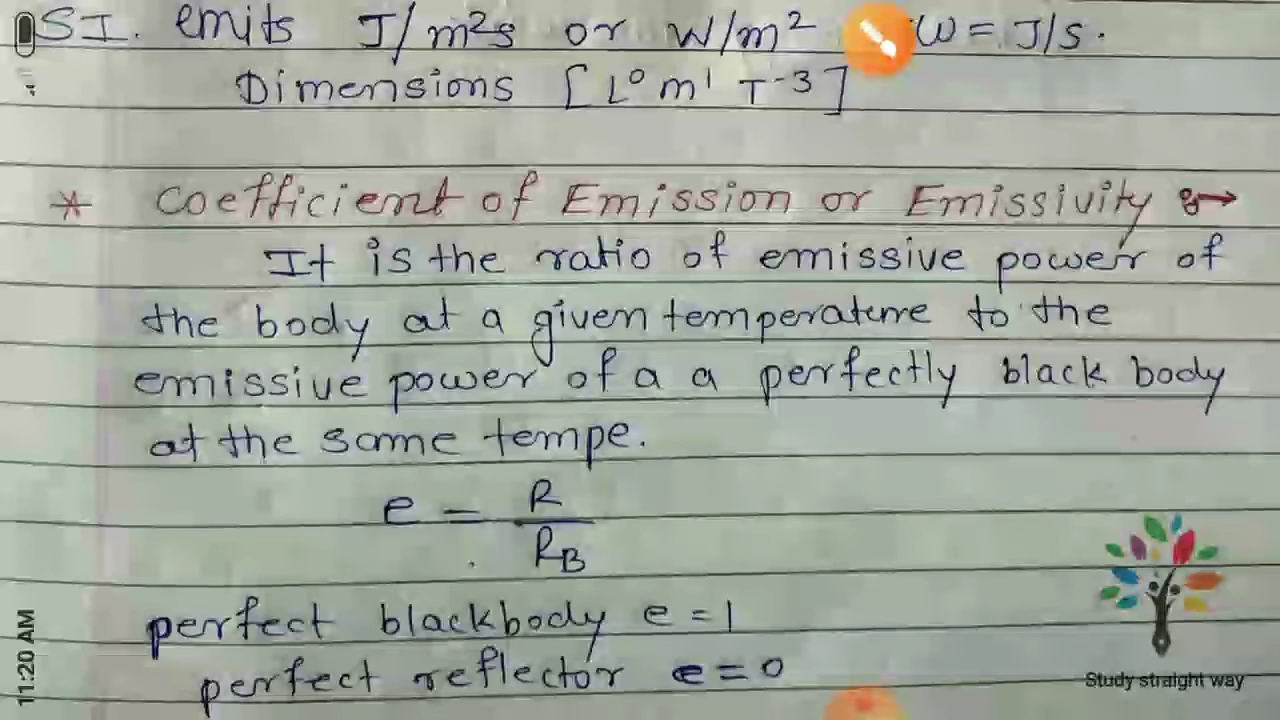 SI. emits J/m²s or W/m² W = J/s.
Dimensions [L⁰ m¹ T⁻³]
* Coefficient of Emission or Emissivity :→
It is the ratio of emissive power of
the body at a given temperature to the
emissive power of a a perfectly black body
at the same tempe.
e = R / R_B
perfect blackbody e = 1
perfect reflector e = 0
Study straight way
11:20 AM